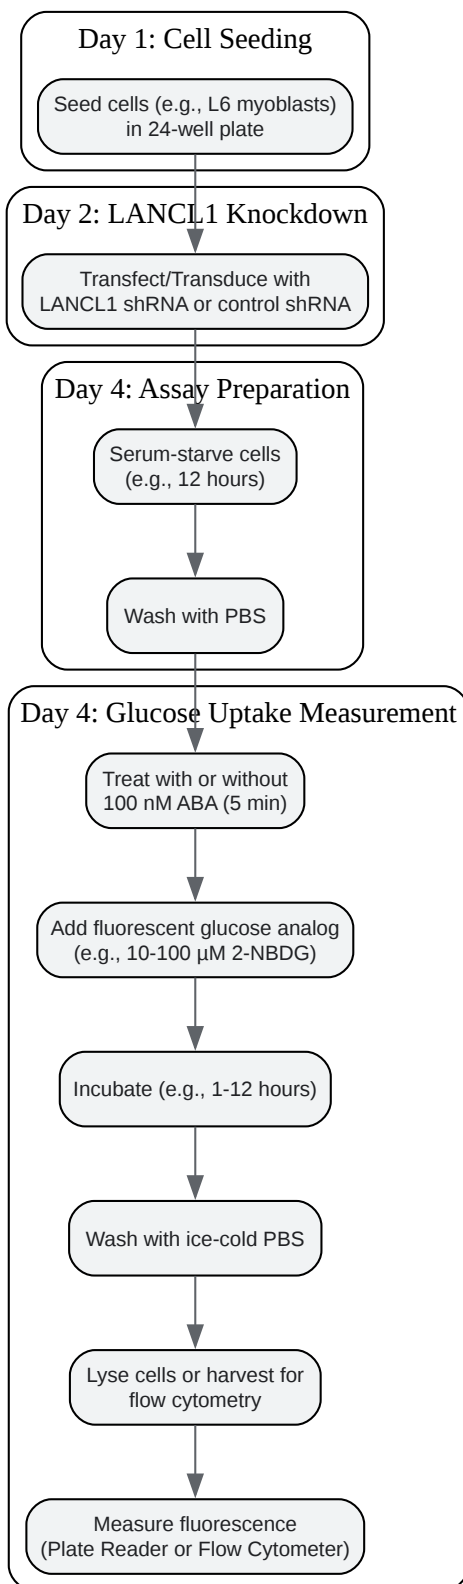 Day 1: Cell Seeding
Seed cells (e.g., L6 myoblasts)
in 24-well plate
Day 2: LANCL1 Knockdown
Transfect/Transduce with
LANCL1 shRNA or control shRNA
Day 4: Assay Preparation
Serum-starve cells
(e.g., 12 hours)
Wash with PBS
Day 4: Glucose Uptake Measurement
Treat with or without
100 nM ABA (5 min)
Add fluorescent glucose analog
(e.g., 10-100 µM 2-NBDG)
Incubate (e.g., 1-12 hours)
Wash with ice-cold PBS
Lyse cells or harvest for
flow cytometry
Measure fluorescence
(Plate Reader or Flow Cytometer)